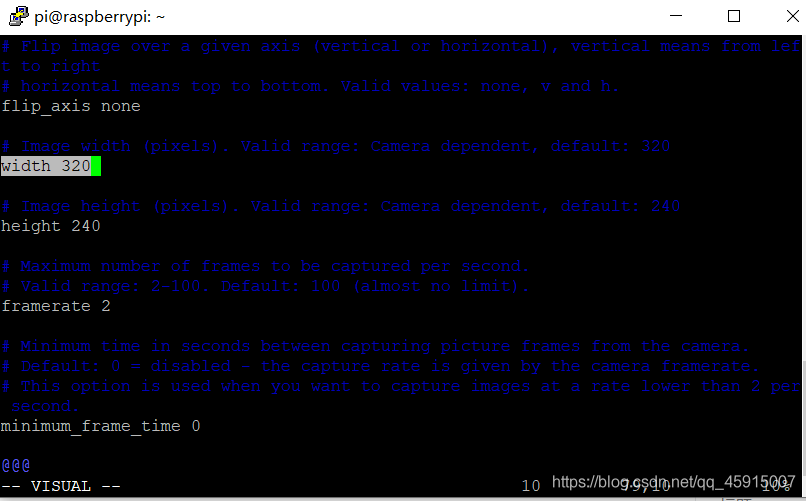 pi@raspberrypi: ~
# Flip image over a given axis (vertical or horizontal), vertical means from lef
t to right
# horizontal means top to bottom. Valid values: none, v and h.
flip_axis none
# Image width (pixels). Valid range: Camera dependent, default: 320
width 320
# Image height (pixels). Valid range: Camera dependent, default: 240
height 240
# Maximum number of frames to be captured per second.
# Valid range: 2-100. Default: 100 (almost no limit).
framerate 2
# Minimum time in seconds between capturing picture frames from the camera.
# Default: 0 = disabled - the capture rate is given by the camera framerate.
# This option is used when you want to capture images at a rate lower than 2 per
 second.
minimum_frame_time 0
@@@
-- VISUAL -- 10 79,10 10%
https://blog.csdn.net/qq_45915007